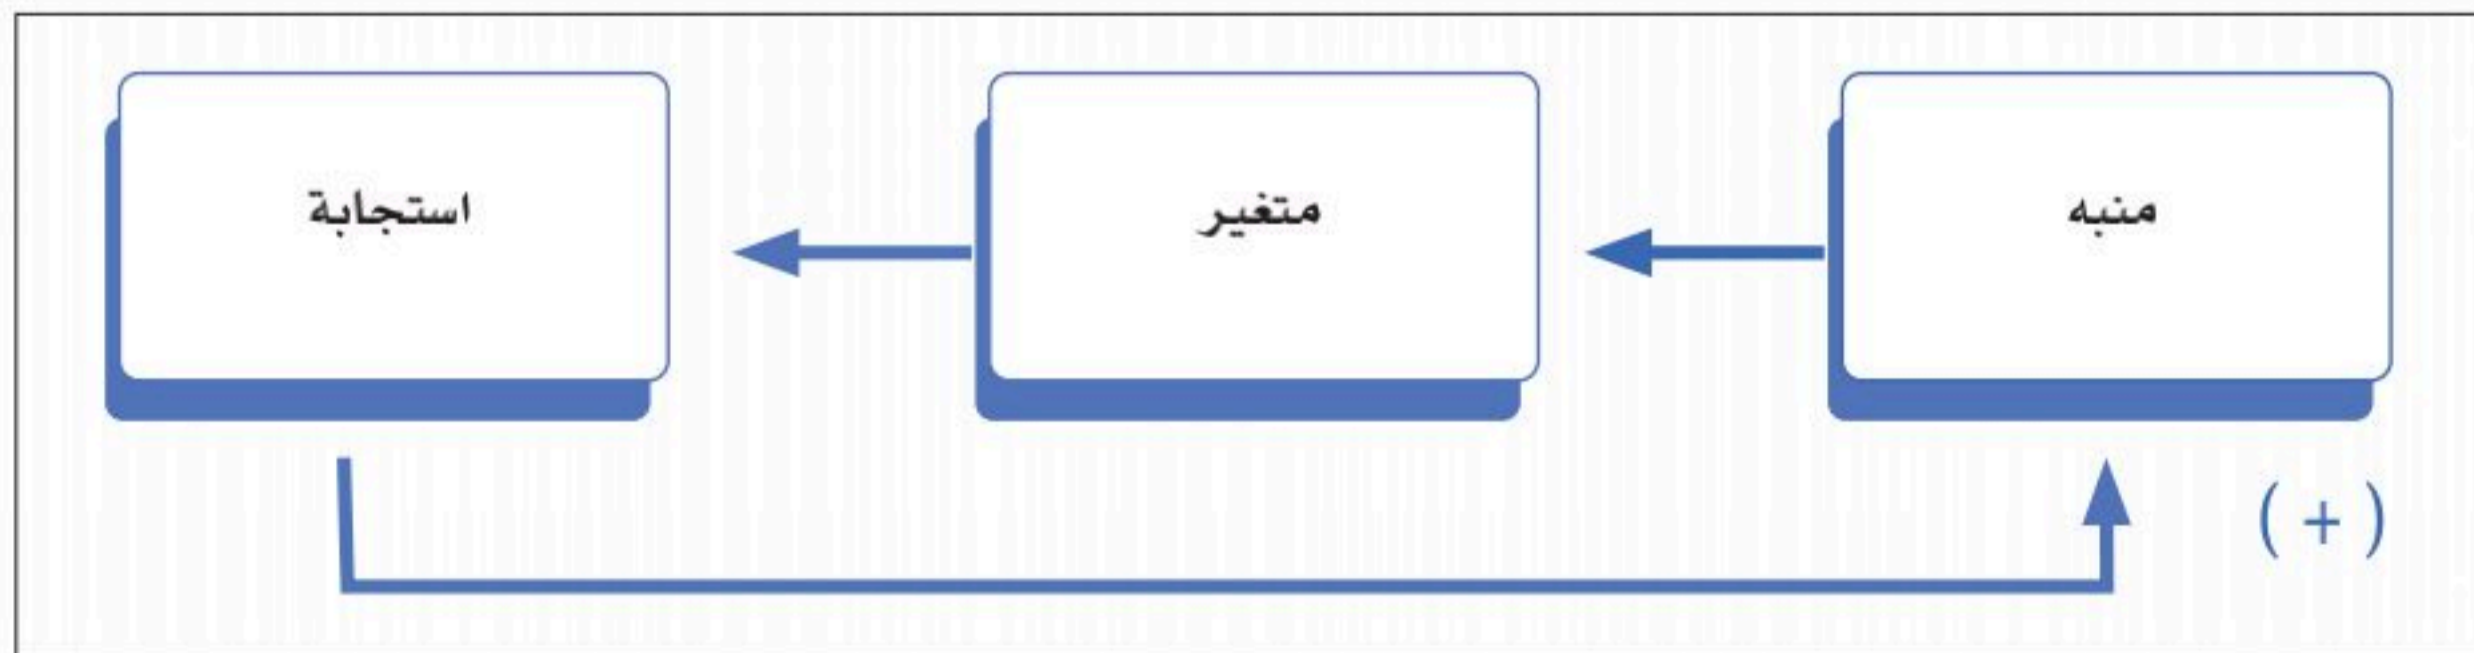 منبه
متغير
استجابة
( + )